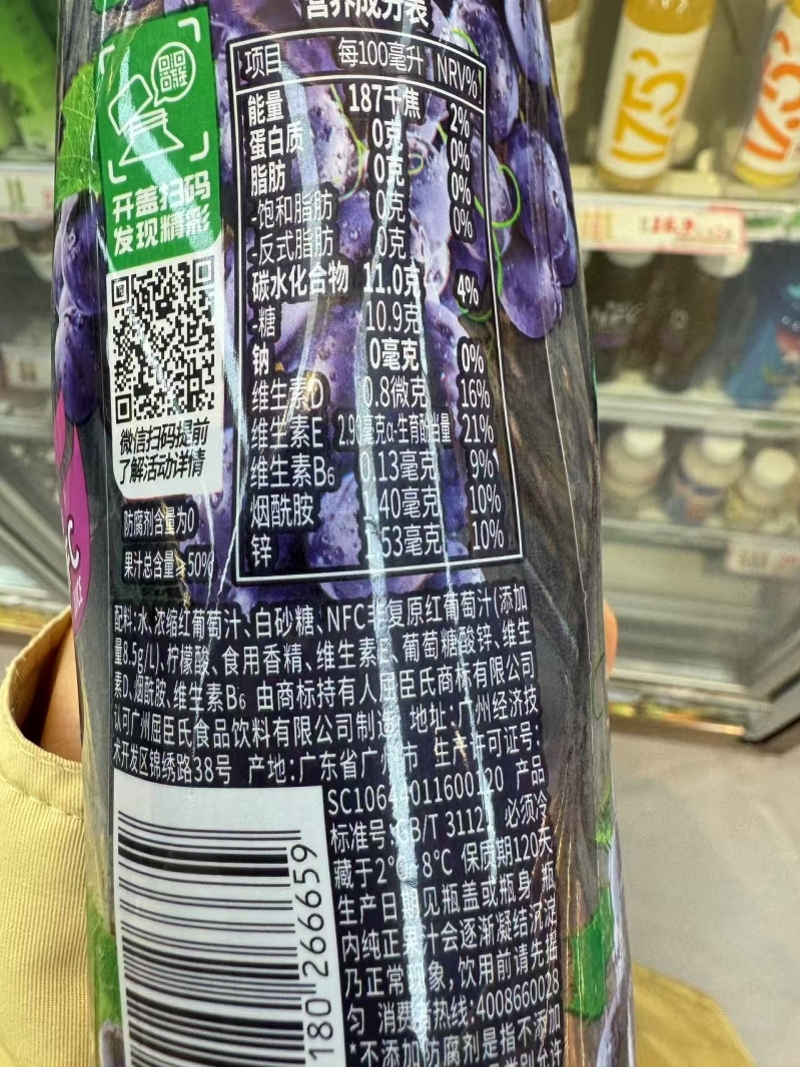 营养成分表
项目 每100毫升 NRV%
能量 187千焦 2%
蛋白质 0克 0%
脂肪 0克 0%
-饱和脂肪 0克 0%
-反式脂肪 0克
碳水化合物 11.0克 4%
-糖 10.9克
钠 0毫克 0%
维生素D 0.8微克 16%
维生素E 毫克α-生育酚当量 21%
维生素B6 0.13毫克 9%
烟酰胺 40毫克 10%
锌 53毫克 10%
开盖扫码
发现精彩
微信扫码提前
了解活动详情
防腐剂含量为0
果汁总含量 50%
配料:水、浓缩红葡萄汁、白砂糖、NFC非复原红葡萄汁(添加
量8.5g/L)、柠檬酸、食用香精、维生素E、葡萄糖酸锌、维生
素D、烟酰胺、维生素B6 由商标持有人屈臣氏商标有限公司
认可广州屈臣氏食品饮料有限公司制造 地址:广州经济技
术开发区锦绣路38号 产地:广东省广州市 生产许可证号
SC106 011600120 产品
标准号 GB/T 3112 必须冷
藏于2°C 8°C 保质期120天
生产日期见瓶盖或瓶身 瓶
内纯正果汁会逐渐凝结沉淀
乃正常现象,饮用前请先摇
匀 消费者热线:4008660028
*不添加防腐剂是指不添加
180 266659